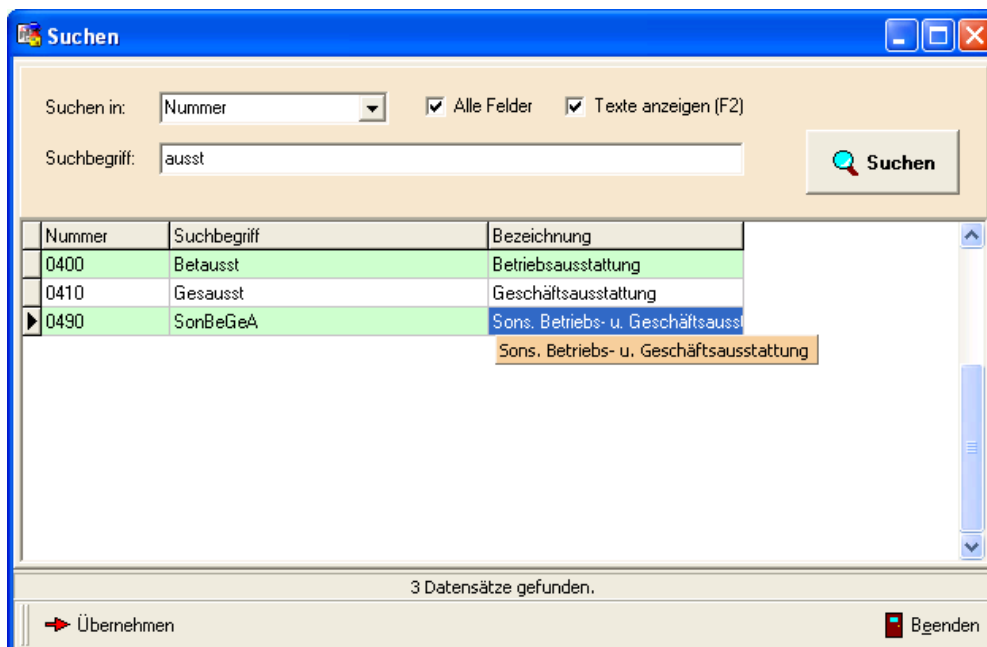 Suchen
Suchen in: Nummer Alle Felder Texte anzeigen (F2)
Suchbegriff: ausst Suchen
Nummer Suchbegriff Bezeichnung
0400 Betausst Betriebsausstattung
0410 Gesausst Geschäftsausstattung
0490 SonBeGeA Sons. Betriebs- u. Geschäftsausst
Sons. Betriebs- u. Geschäftsausstattung
3 Datensätze gefunden.
Übernehmen Beenden